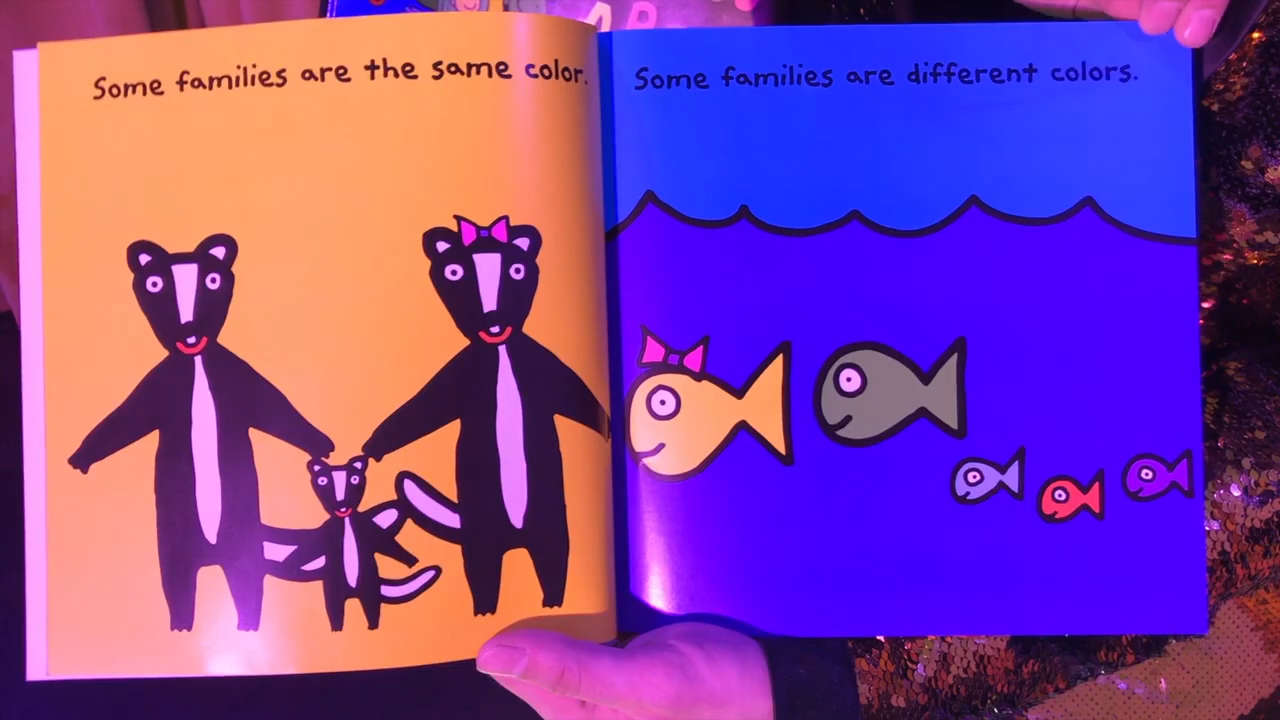 Some families are the same color.
Some families are different colors.